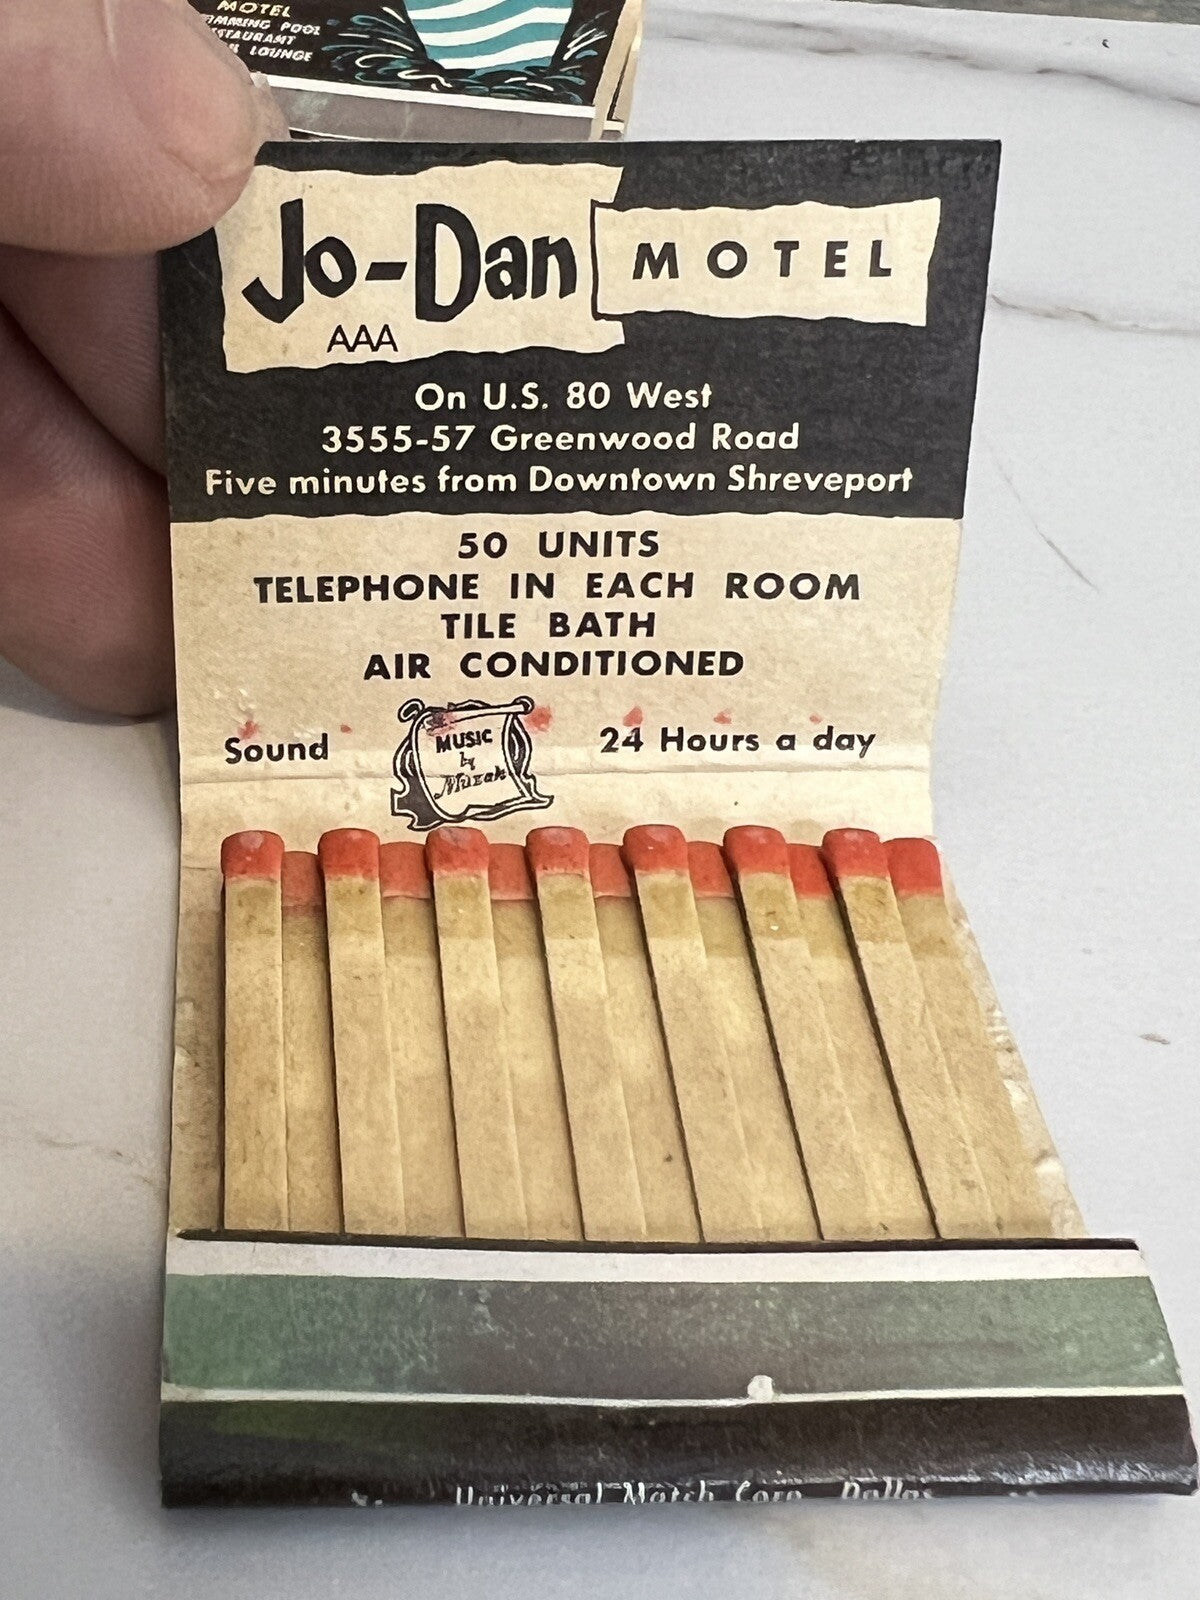 MOTEL
POOL
LOUNGE
Jo-Dan MOTEL
AAA
On U.S. 80 West
3555-57 Greenwood Road
Five minutes from Downtown Shreveport
50 UNITS
TELEPHONE IN EACH ROOM
TILE BATH
AIR CONDITIONED
Sound MUSIC by Muzak 24 Hours a day
Universal Match Corp. Dallas